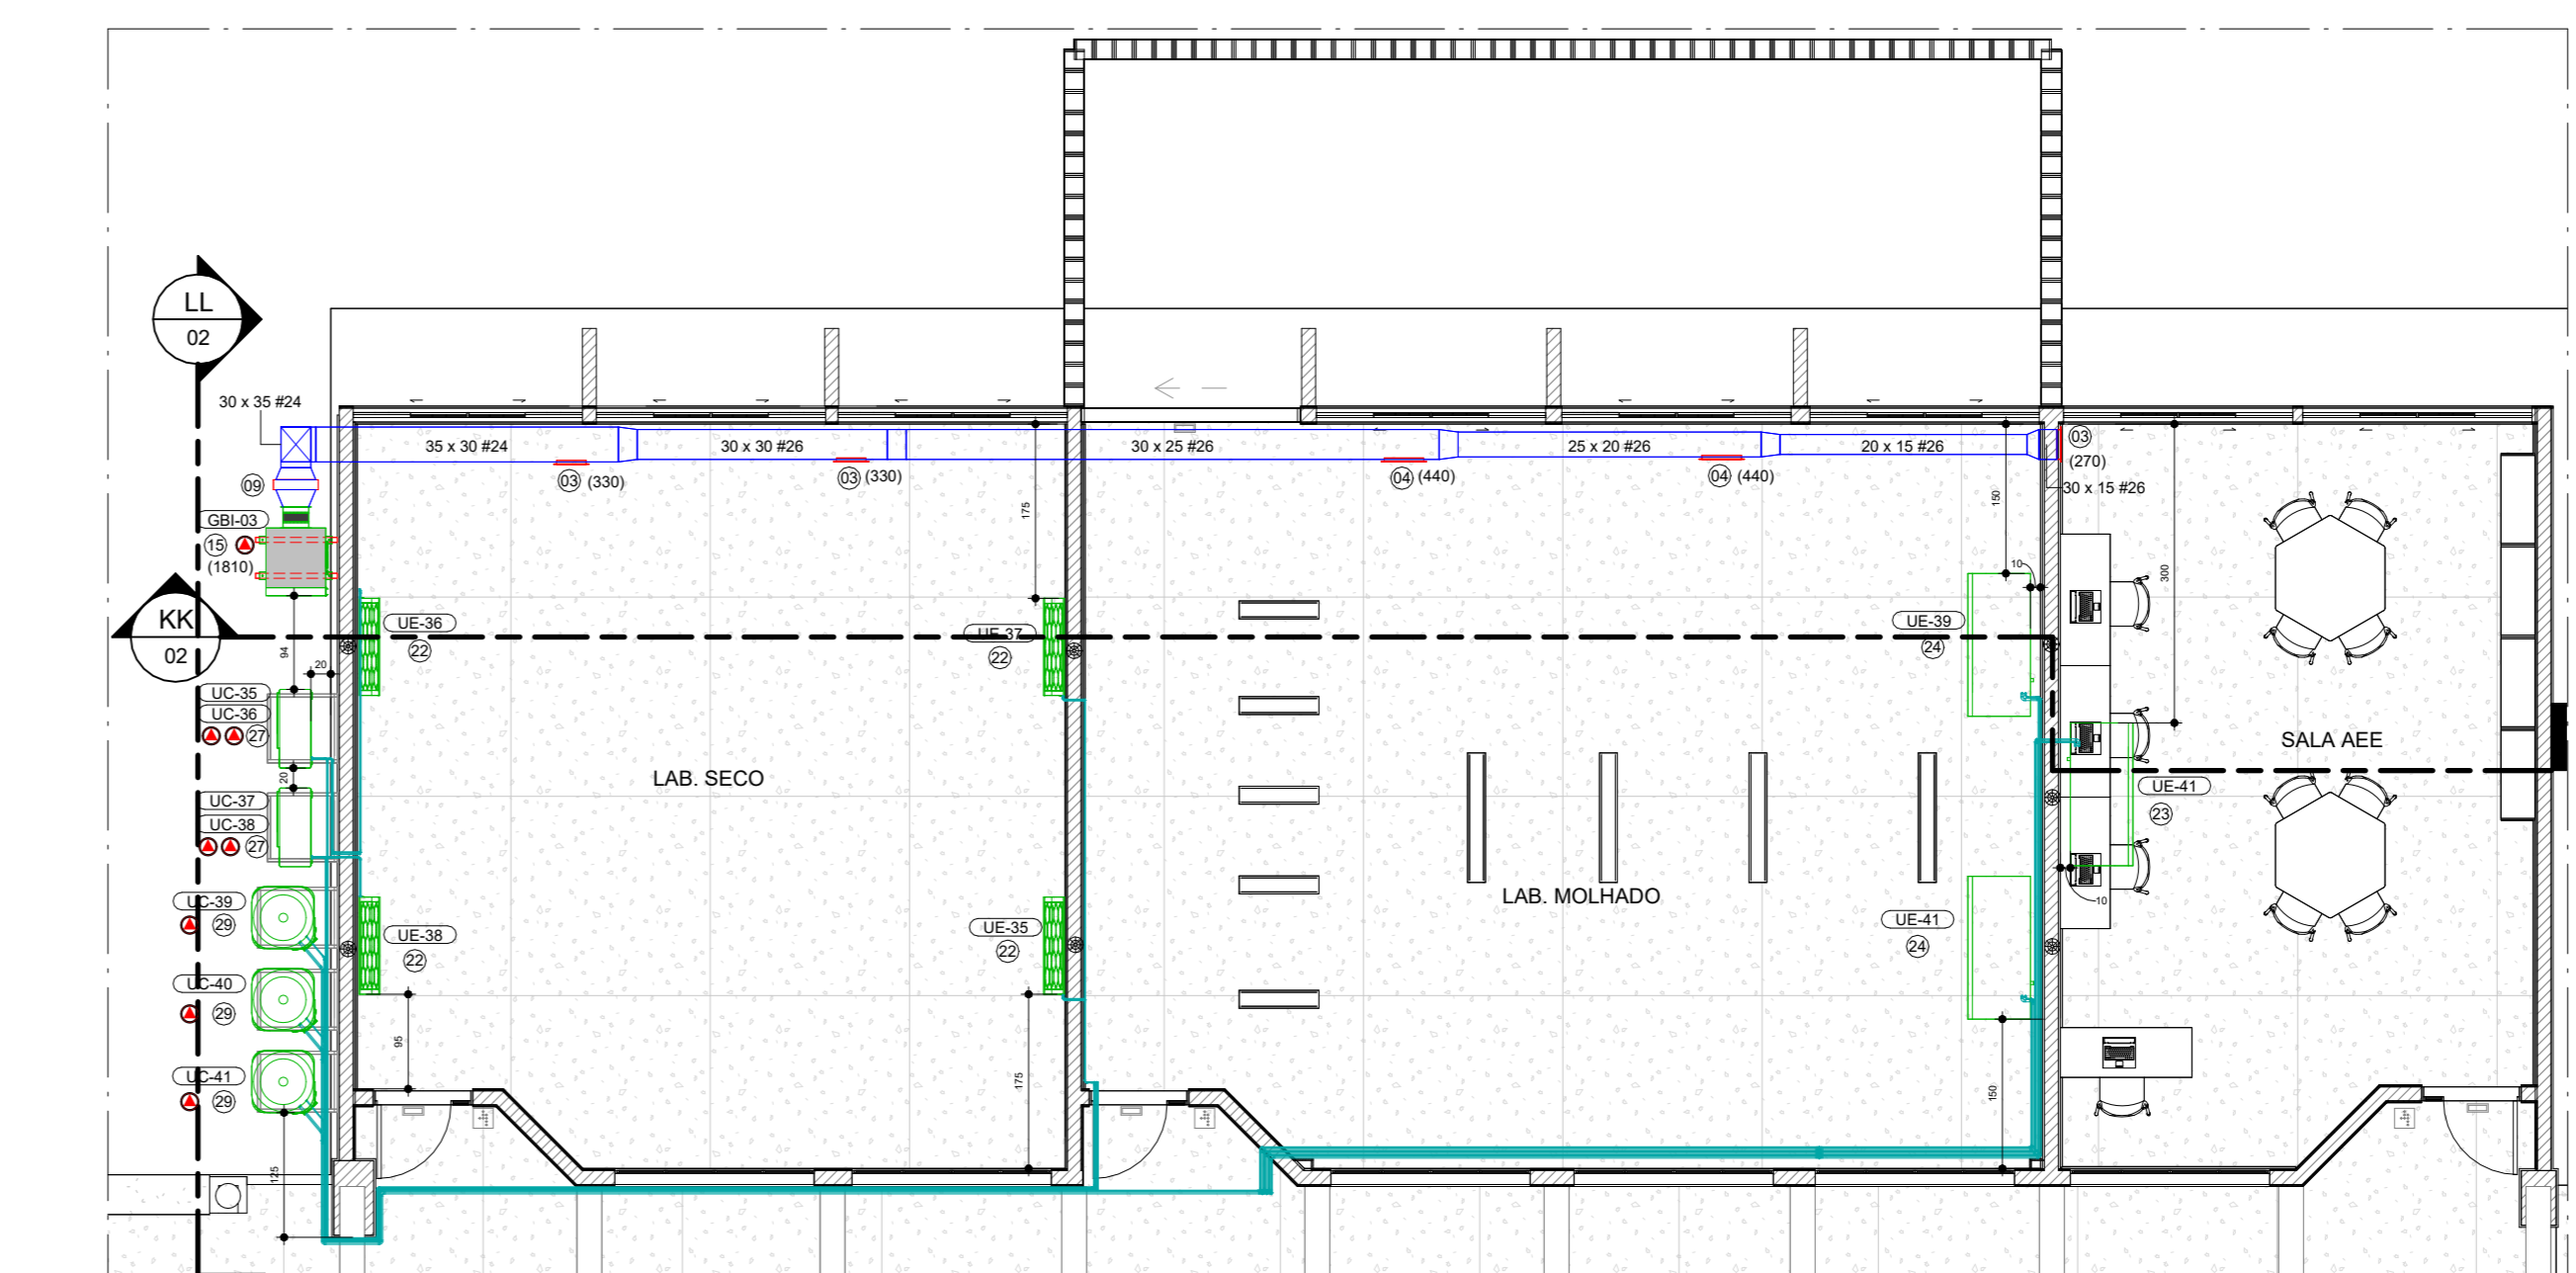 LL
02
30 x 35 #24
35 x 30 #24
30 x 30 #26
30 x 25 #26
25 x 20 #26
20 x 15 #26
03
(270)
30 x 15 #26
03 (330)
03 (330)
04 (440)
04 (440)
09
GBI-03
15
(1810)
175
150
10
300
KK
02
94
20
UE-36
22
UE-37
22
UE-39
24
UC-35
UC-36
27
20
UC-37
UC-38
27
LAB. SECO
SALA AEE
UE-41
23
10
LAB. MOLHADO
UC-39
29
UE-38
22
UE-35
22
UE-41
24
UC-40
29
95
175
150
UC-41
29
125